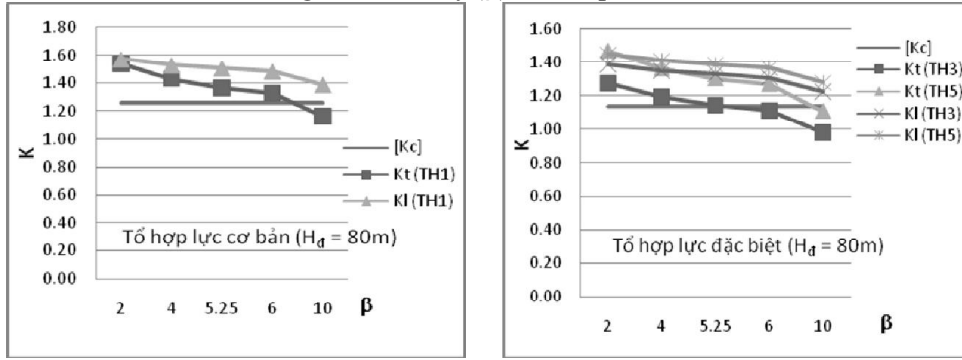 1.80
1.60
1.40
1.20
1.00
0.80
0.60
0.40
0.20
0.00
K
2 4 5.25 6 10 β
[Kc]
Kt (TH1)
Kl (TH1)
Tổ hợp lực cơ bản (Hđ = 80m)
1.60
1.40
1.20
1.00
0.80
0.60
0.40
0.20
0.00
K
2 4 5.25 6 10 β
[Kc]
Kt (TH3)
Kt (TH5)
Kl (TH3)
Kl (TH5)
Tổ hợp lực đặc biệt (Hđ = 80m)